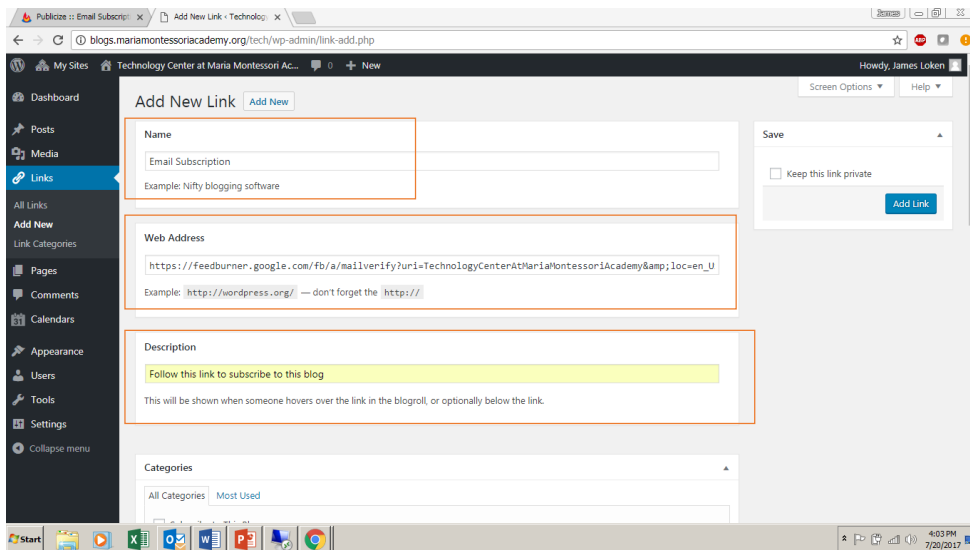 Publicize :: Email Subscript
Add New Link ‹ Technology
James
blogs.mariamontessoriacademy.org/tech/wp-admin/link-add.php
ABP
My Sites
Technology Center at Maria Montessori Ac...
0
+ New
Howdy, James Loken
Dashboard
Posts
Media
Links
All Links
Add New
Link Categories
Pages
Comments
Calendars
Appearance
Users
Tools
Settings
Collapse menu
Screen Options
Help
Add New Link
Add New
Name
Email Subscription
Example: Nifty blogging software
Web Address
https://feedburner.google.com/fb/a/mailverify?uri=TechnologyCenterAtMariaMontessoriAcademy&amp;loc=en_U
Example: http://wordpress.org/ — don't forget the http://
Description
Follow this link to subscribe to this blog
This will be shown when someone hovers over the link in the blogroll, or optionally below the link.
Categories
All Categories
Most Used
Save
Keep this link private
Add Link
Start
4:03 PM
7/20/2017